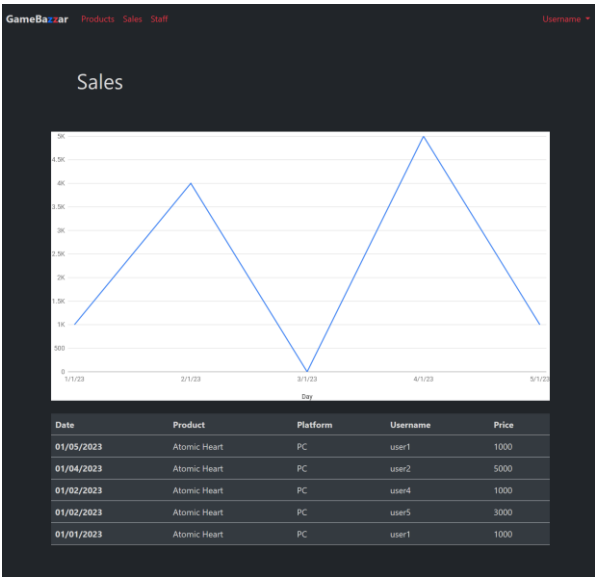 GameBazzar Products Sales Staff Username
Sales
5K
4.5K
4K
3.5K
3K
2.5K
2K
1.5K
1K
500
0
1/1/23 2/1/23 3/1/23 4/1/23 5/1/23
Day
Date Product Platform Username Price
01/05/2023 Atomic Heart PC user1 1000
01/04/2023 Atomic Heart PC user2 5000
01/02/2023 Atomic Heart PC user4 1000
01/02/2023 Atomic Heart PC user5 3000
01/01/2023 Atomic Heart PC user1 1000